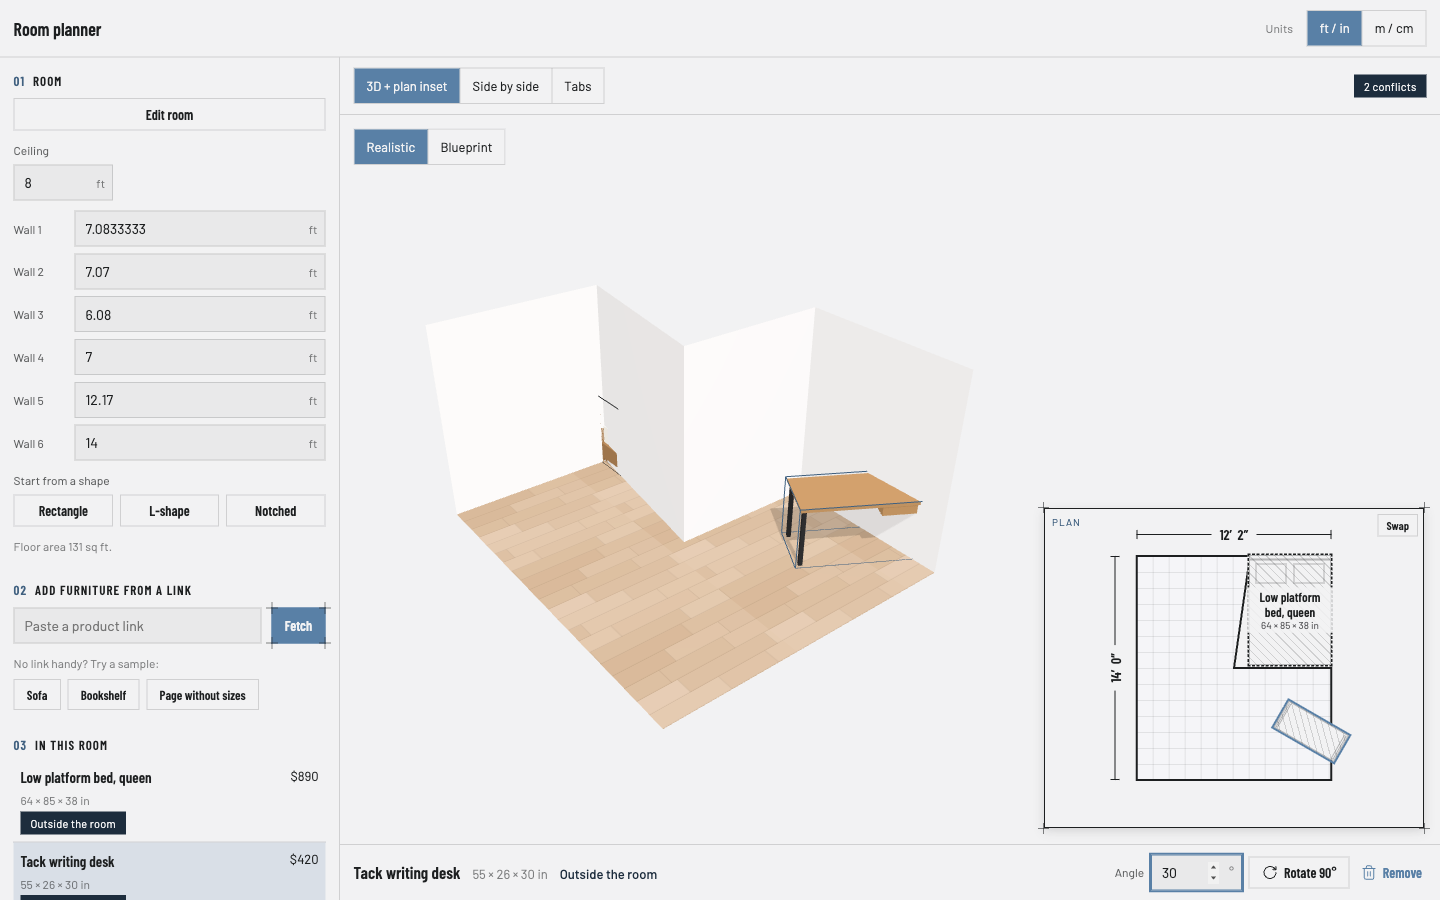 Room planner
Units
ft / in
m / cm
01 ROOM
Edit room
Ceiling
8 ft
Wall 1 7.0833333 ft
Wall 2 7.07 ft
Wall 3 6.08 ft
Wall 4 7 ft
Wall 5 12.17 ft
Wall 6 14 ft
Start from a shape
Rectangle
L-shape
Notched
Floor area 131 sq ft.
02 ADD FURNITURE FROM A LINK
Paste a product link
Fetch
No link handy? Try a sample:
Sofa
Bookshelf
Page without sizes
03 IN THIS ROOM
Low platform bed, queen $890
64 × 85 × 38 in
Outside the room
Tack writing desk $420
55 × 26 × 30 in
3D + plan inset
Side by side
Tabs
2 conflicts
Realistic
Blueprint
PLAN
Swap
12′ 2″
14′ 0″
Low platform
bed, queen
64 × 85 × 38 in
Tack writing desk 55 × 26 × 30 in Outside the room
Angle
30 °
Rotate 90°
Remove